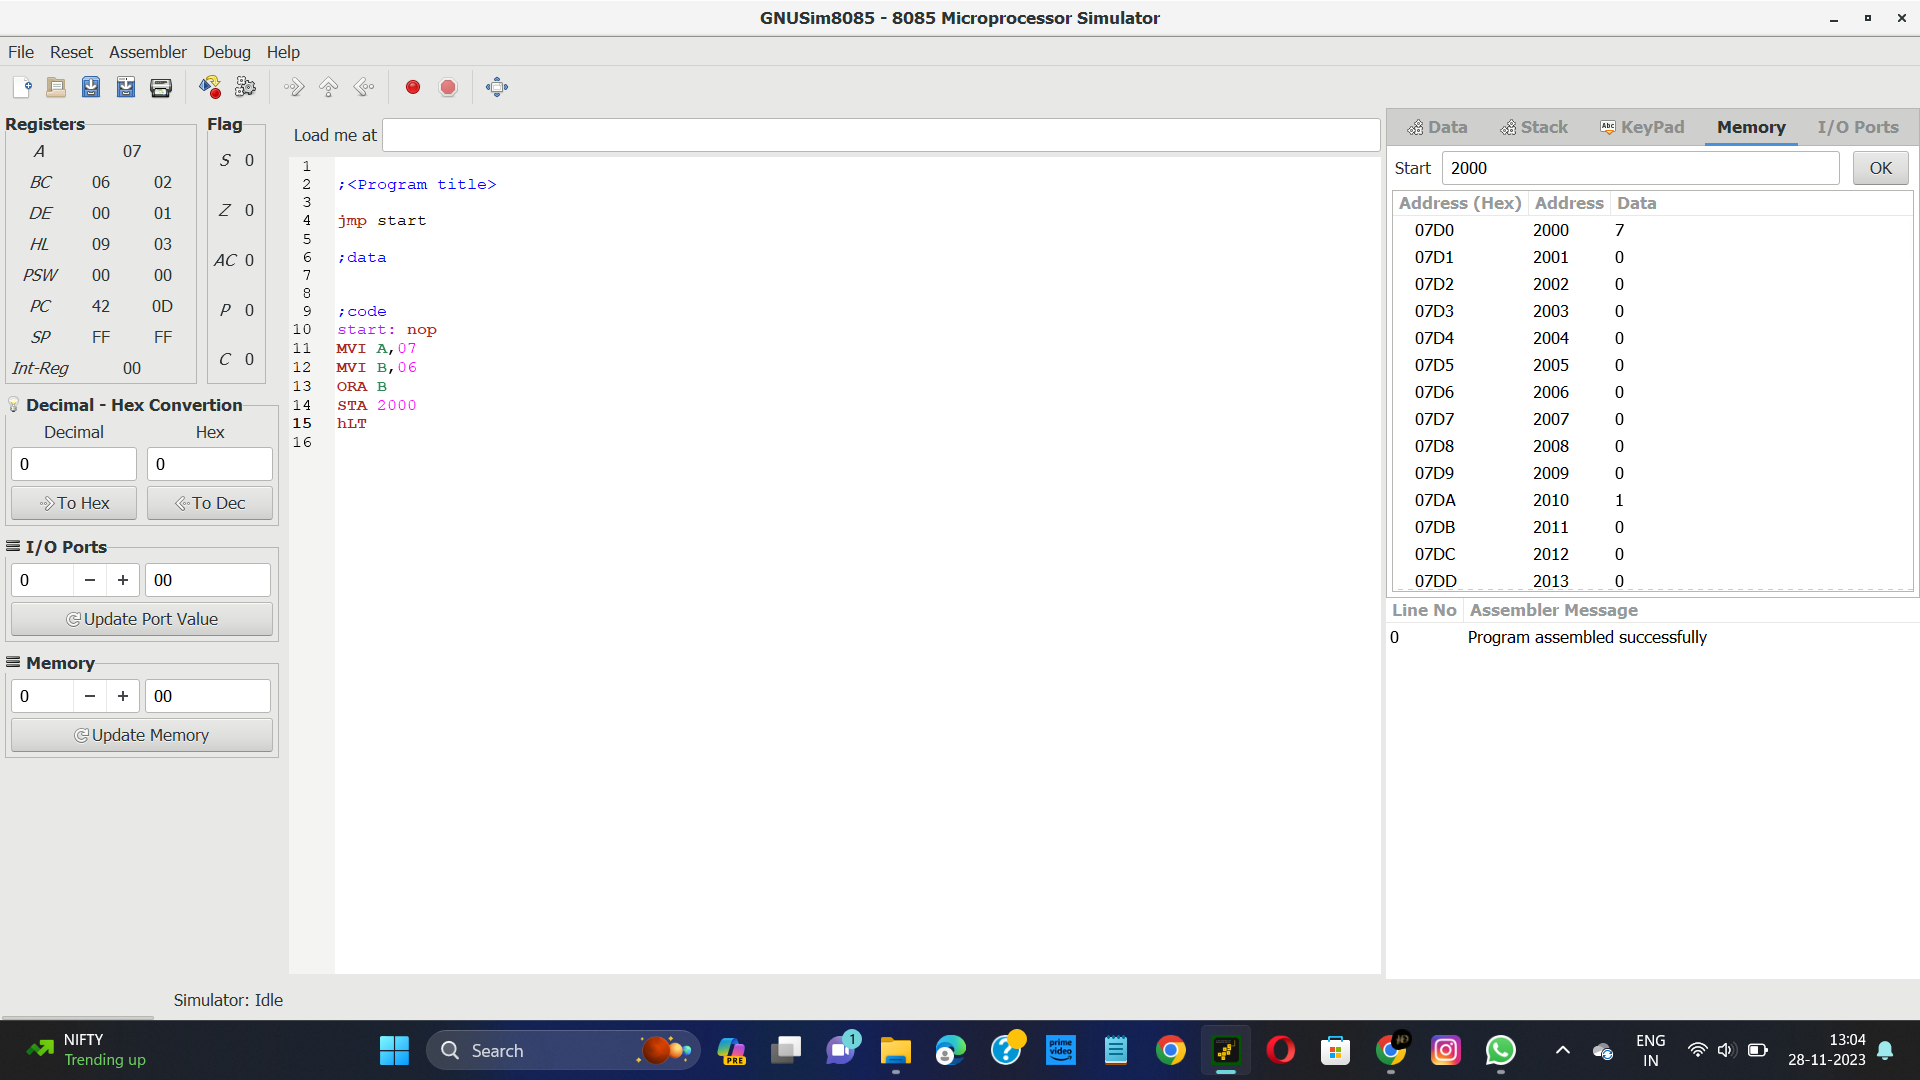 GNUSim8085 - 8085 Microprocessor Simulator
File Reset Assembler Debug Help
Registers
A 07
BC 06 02
DE 00 01
HL 09 03
PSW 00 00
PC 42 0D
SP FF FF
Int-Reg 00
Flag
S 0
Z 0
AC 0
P 0
C 0
Decimal - Hex Convertion
Decimal Hex
0 0
To Hex To Dec
I/O Ports
0 − + 00
Update Port Value
Memory
0 − + 00
Update Memory
Load me at
1
2 ;<Program title>
3
4 jmp start
5
6 ;data
7
8
9 ;code
10 start: nop
11 MVI A,07
12 MVI B,06
13 ORA B
14 STA 2000
15 hLT
16
Data Stack Abc KeyPad Memory I/O Ports
Start 2000 OK
Address (Hex) Address Data
07D0 2000 7
07D1 2001 0
07D2 2002 0
07D3 2003 0
07D4 2004 0
07D5 2005 0
07D6 2006 0
07D7 2007 0
07D8 2008 0
07D9 2009 0
07DA 2010 1
07DB 2011 0
07DC 2012 0
07DD 2013 0
Line No Assembler Message
0 Program assembled successfully
Simulator: Idle
NIFTY
Trending up
Search
PRE
1
prime
video
ENG
IN
13:04
28-11-2023